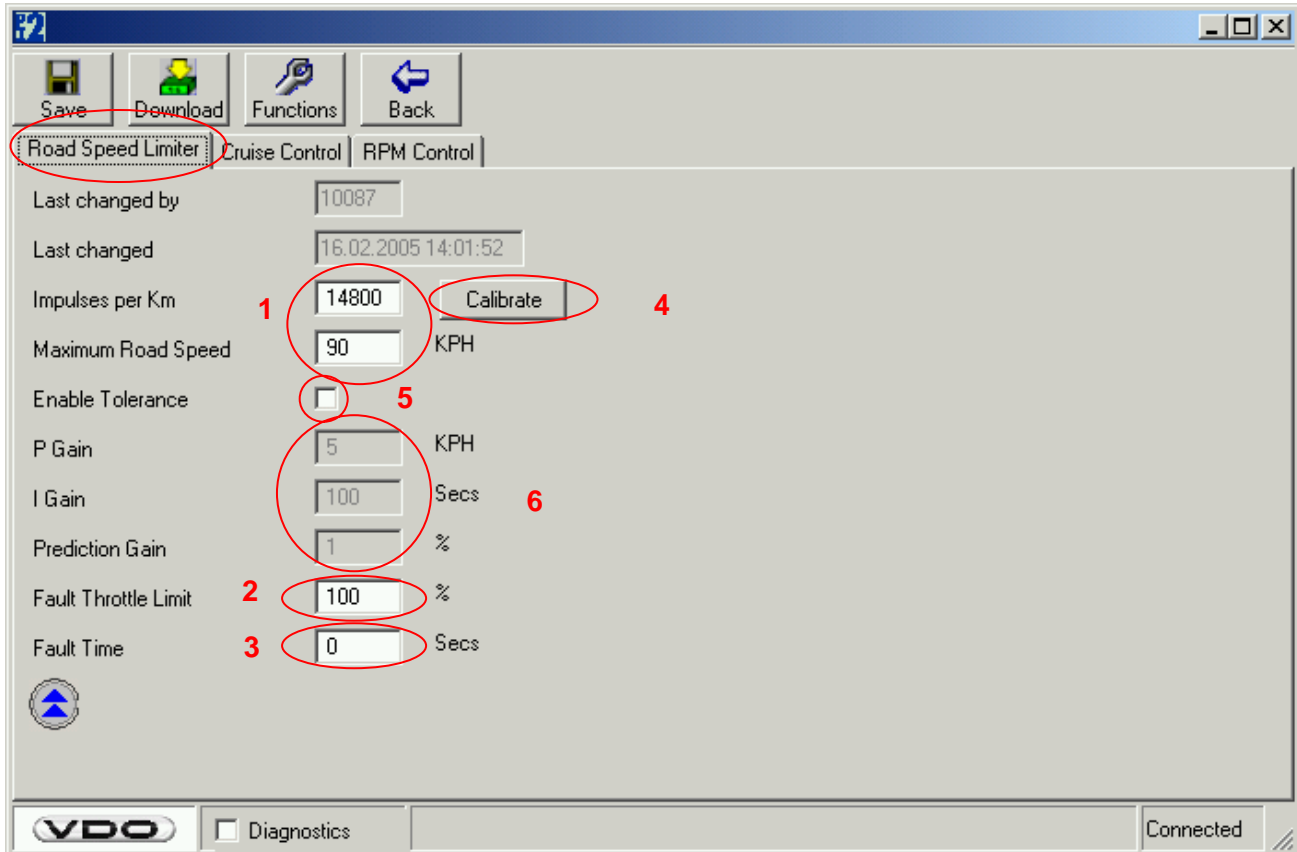 Save Download Functions Back
Road Speed Limiter Cruise Control RPM Control
Last changed by 10087
Last changed 16.02.2005 14:01:52
Impulses per Km 1 14800 Calibrate 4
Maximum Road Speed 90 KPH
Enable Tolerance 5
P Gain 5 KPH
I Gain 100 Secs 6
Prediction Gain 1 %
Fault Throttle Limit 2 100 %
Fault Time 3 0 Secs
VDO Diagnostics Connected